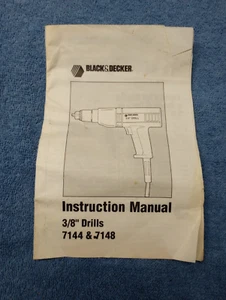 BLACK&DECKER
Instruction Manual
3/8" Drills
7144 & 7148